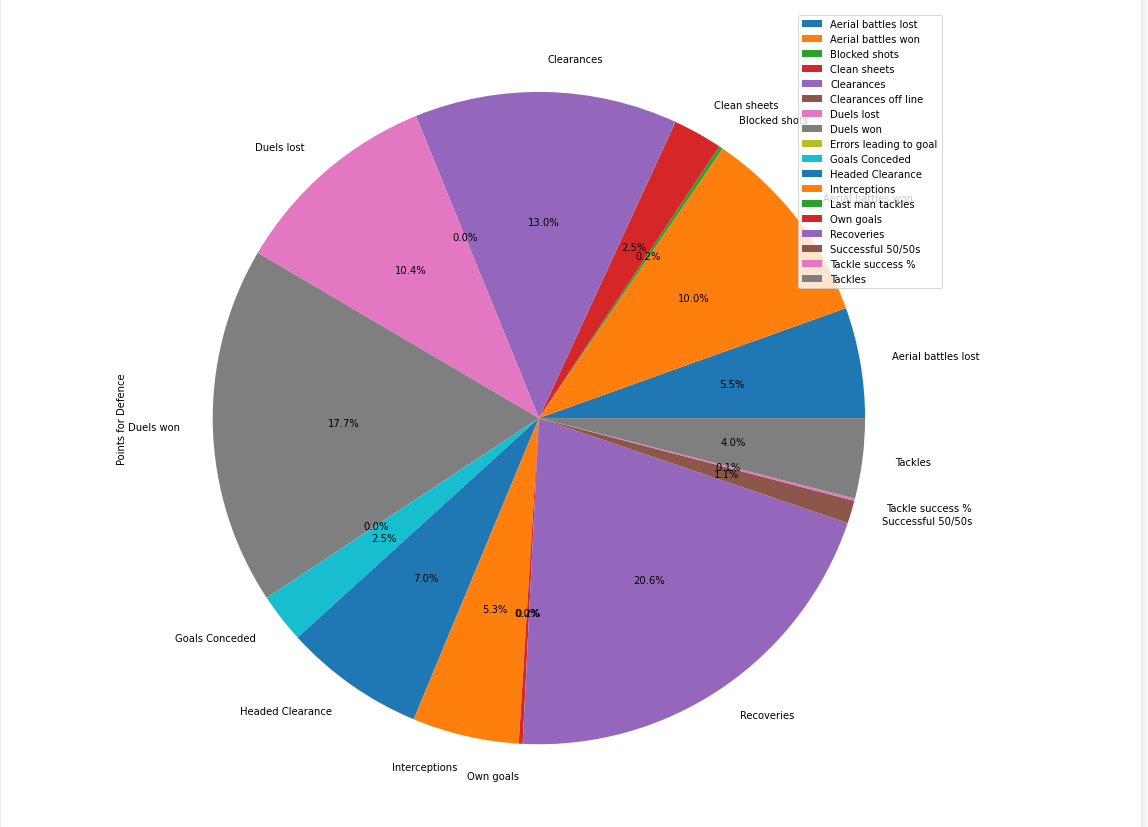 Clearances
Clean sheets
Blocked shots
Aerial battles won
Aerial battles lost
Duels lost
Duels won
Points for Defence
Goals Conceded
Headed Clearance
Interceptions
Own goals
Recoveries
Successful 50/50s
Tackle success %
Tackles
13.0%
0.0%
10.4%
2.5%
0.2%
10.0%
5.5%
17.7%
4.0%
0.1%
1.1%
0.0%
2.5%
7.0%
5.3%
20.6%
Aerial battles lost
Aerial battles won
Blocked shots
Clean sheets
Clearances
Clearances off line
Duels lost
Duels won
Errors leading to goal
Goals Conceded
Headed Clearance
Interceptions
Last man tackles
Own goals
Recoveries
Successful 50/50s
Tackle success %
Tackles